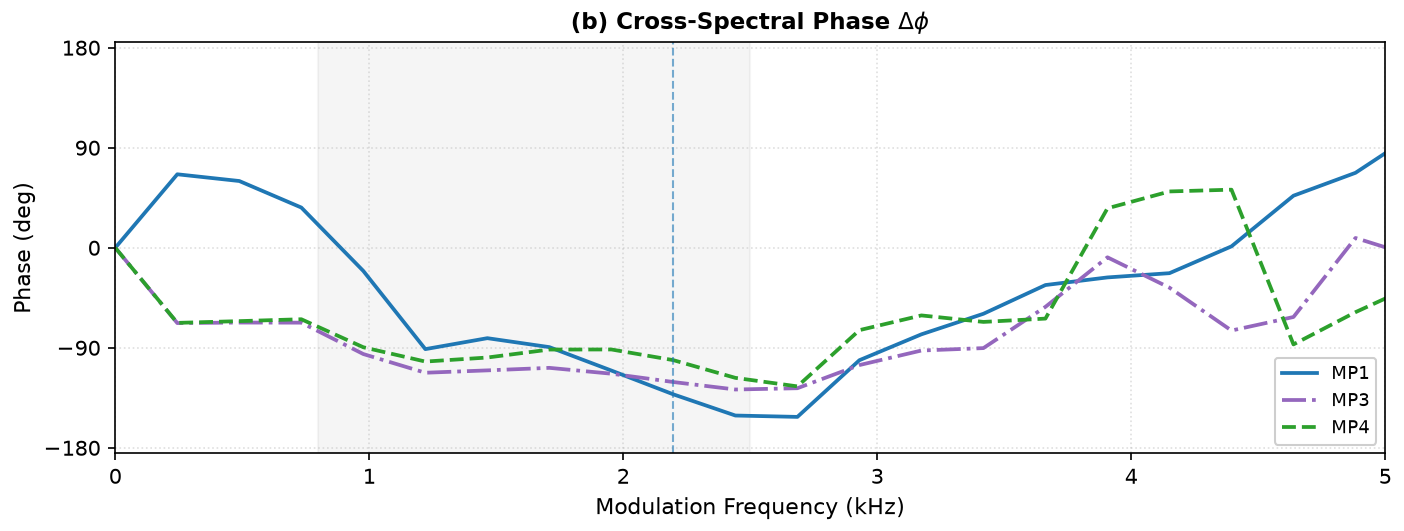 (b) Cross-Spectral Phase Δϕ
180
90
0
−90
−180
Phase (deg)
0 1 2 3 4 5
Modulation Frequency (kHz)
MP1
MP3
MP4